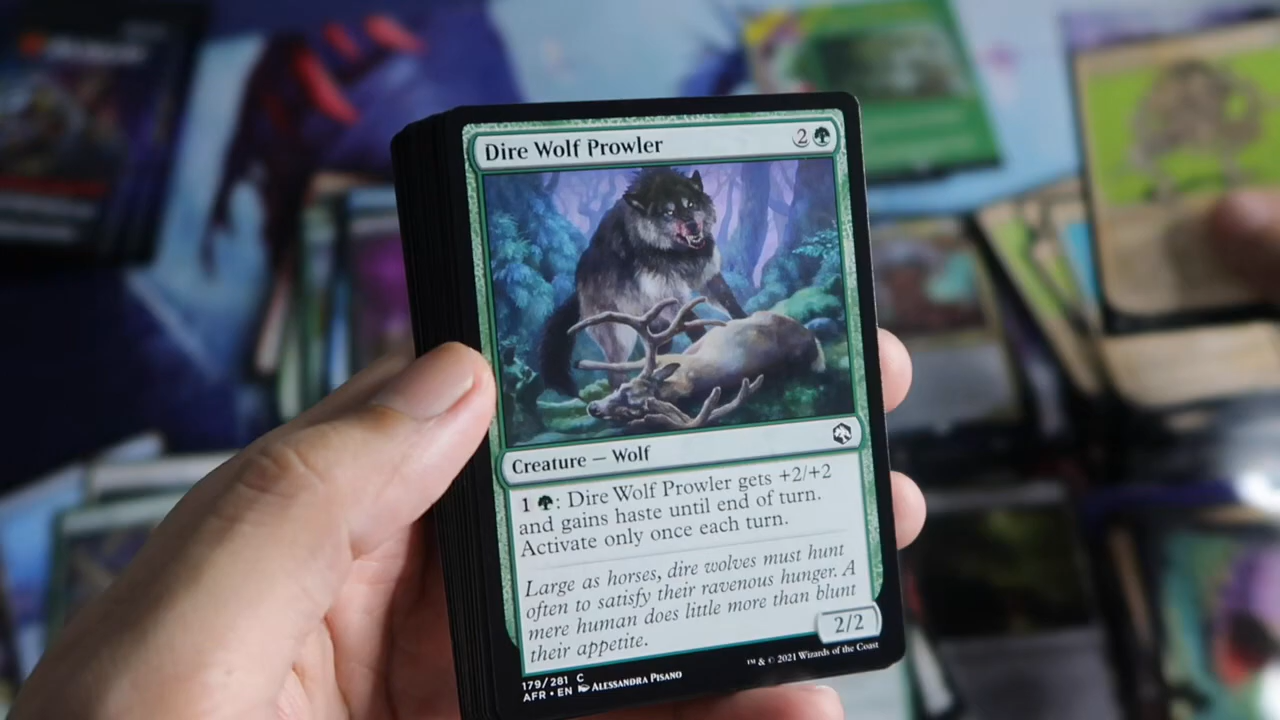 Dire Wolf Prowler 2
Creature — Wolf
1 : Dire Wolf Prowler gets +2/+2
and gains haste until end of turn.
Activate only once each turn.
Large as horses, dire wolves must hunt
often to satisfy their ravenous hunger. A
mere human does little more than blunt
their appetite.
2/2
179/281 C
AFR • EN Alessandra Pisano
™ & © 2021 Wizards of the Coast